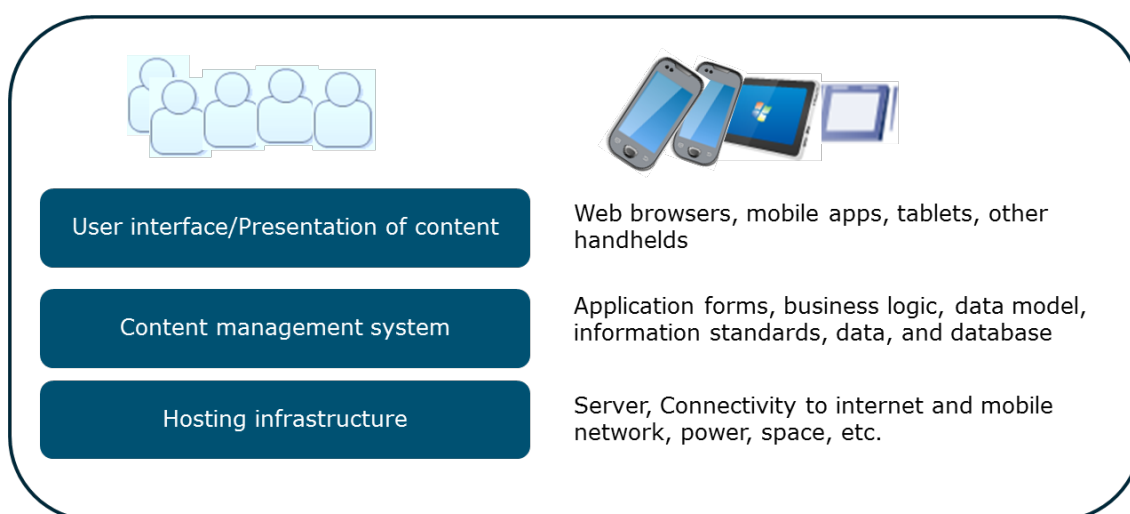 User interface/Presentation of content
Web browsers, mobile apps, tablets, other
handhelds
Content management system
Application forms, business logic, data model,
information standards, data, and database
Hosting infrastructure
Server, Connectivity to internet and mobile
network, power, space, etc.